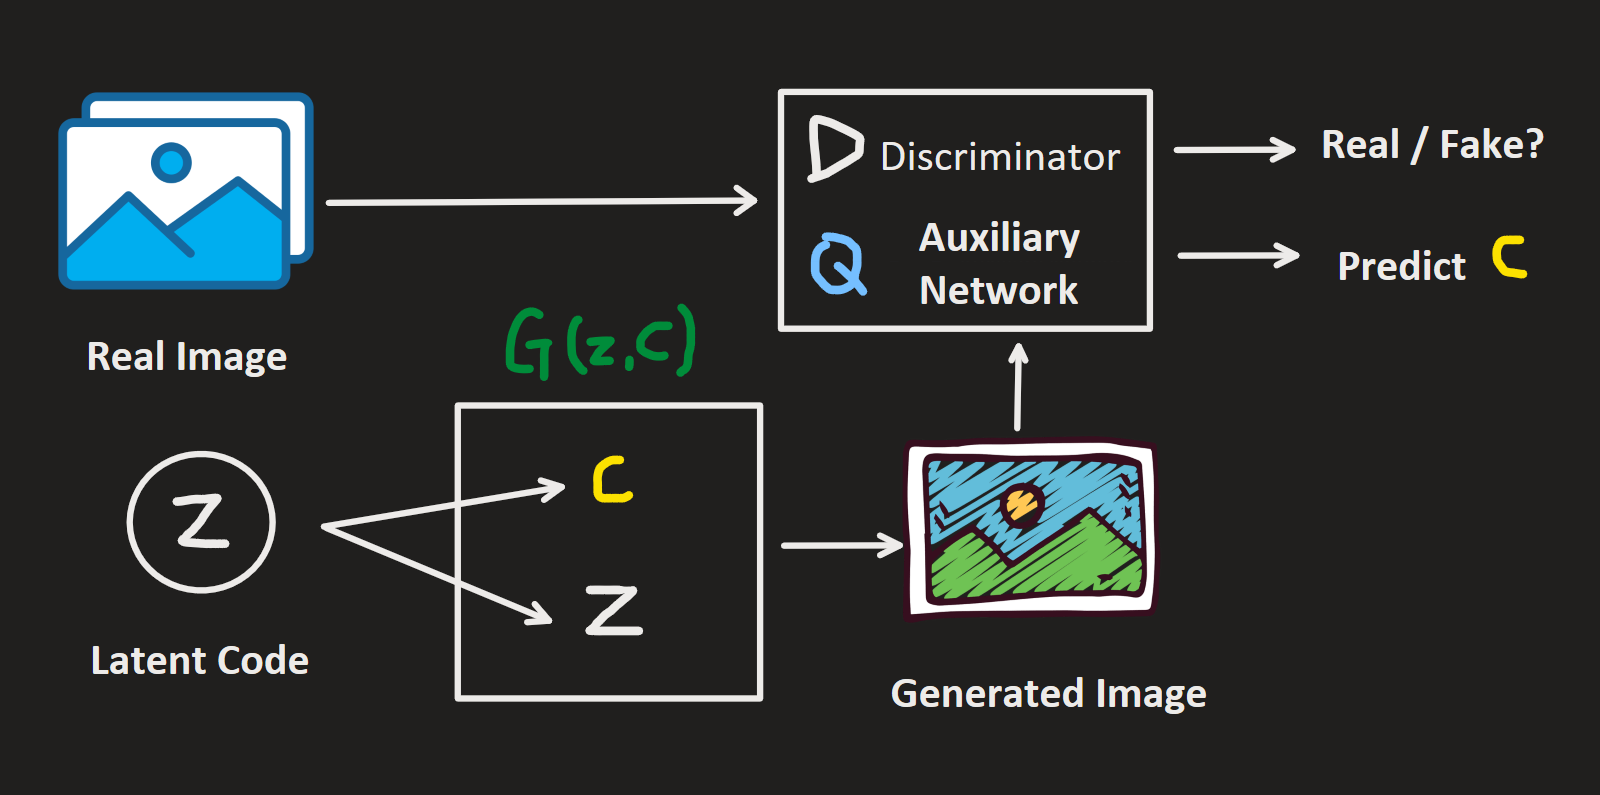 D Discriminator
Q Auxiliary
Network
Real / Fake?
Predict C
Real Image
G(z,c)
Z
Latent Code
C
Z
Generated Image